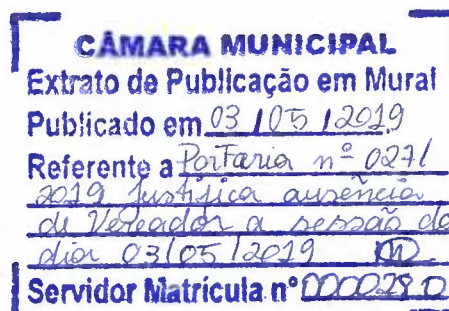 CÂMARA MUNICIPAL
Extrato de Publicação em Mural
Publicado em 03/05/2019
Referente a Portaria nº 027/
2019 justifica ausência
de Vereador a sessão do
dia 03/05/2019
Servidor Matrícula nº